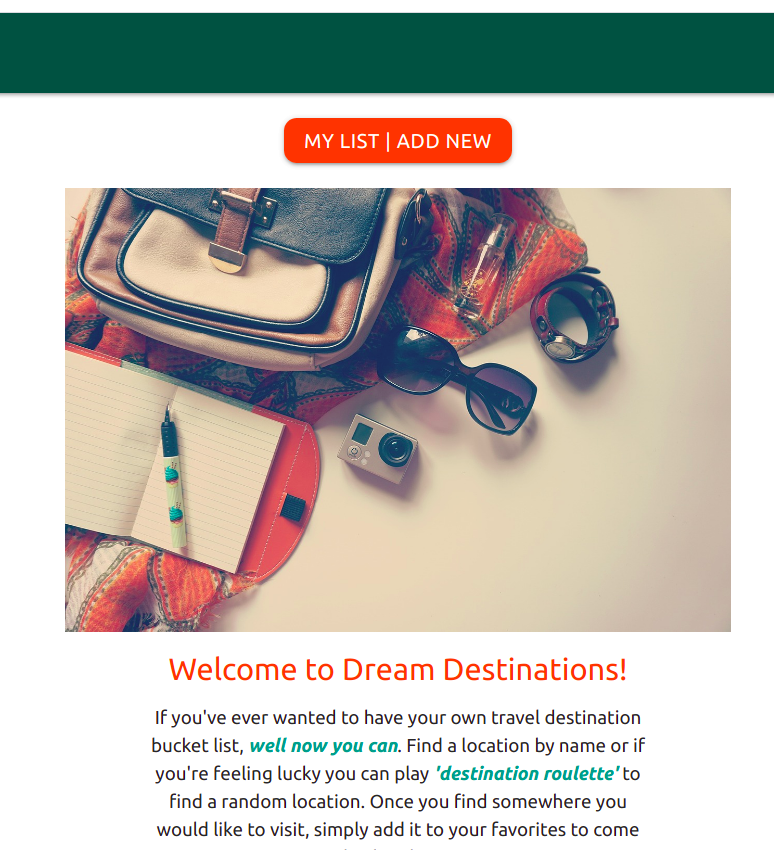 MY LIST | ADD NEW
Welcome to Dream Destinations!
If you've ever wanted to have your own travel destination
bucket list, well now you can. Find a location by name or if
you're feeling lucky you can play 'destination roulette' to
find a random location. Once you find somewhere you
would like to visit, simply add it to your favorites to come